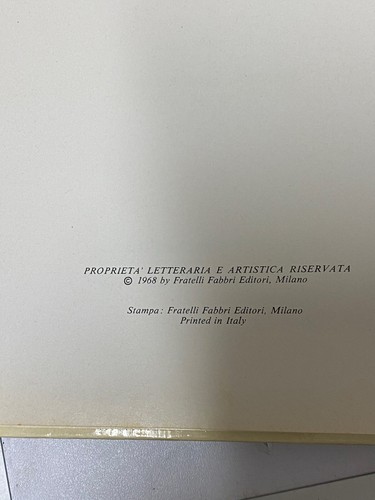 PROPRIETA' LETTERARIA E ARTISTICA RISERVATA
© 1968 by Fratelli Fabbri Editori, Milano
Stampa: Fratelli Fabbri Editori, Milano
Printed in Italy